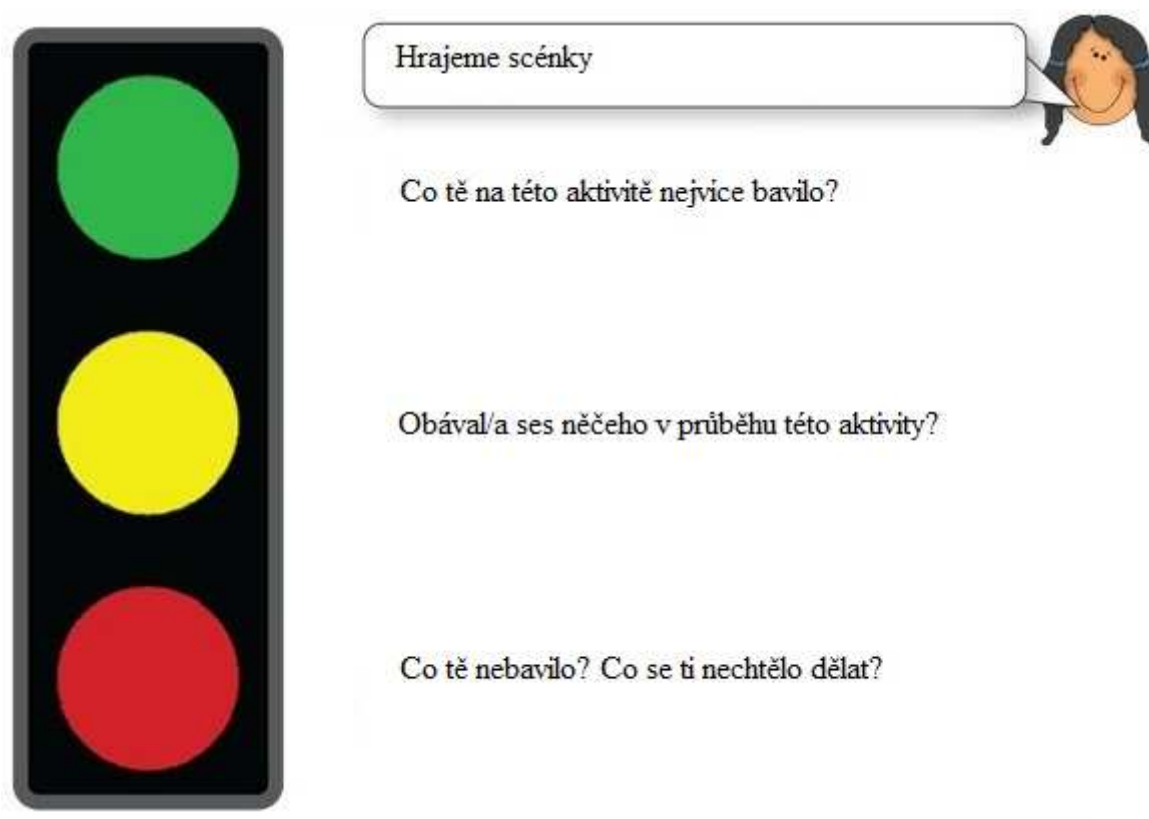 Hrajeme scénky
Co tě na této aktivitě nejvíce bavilo?
Obával/a ses něčeho v průběhu této aktivity?
Co tě nebavilo? Co se ti nechtělo dělat?